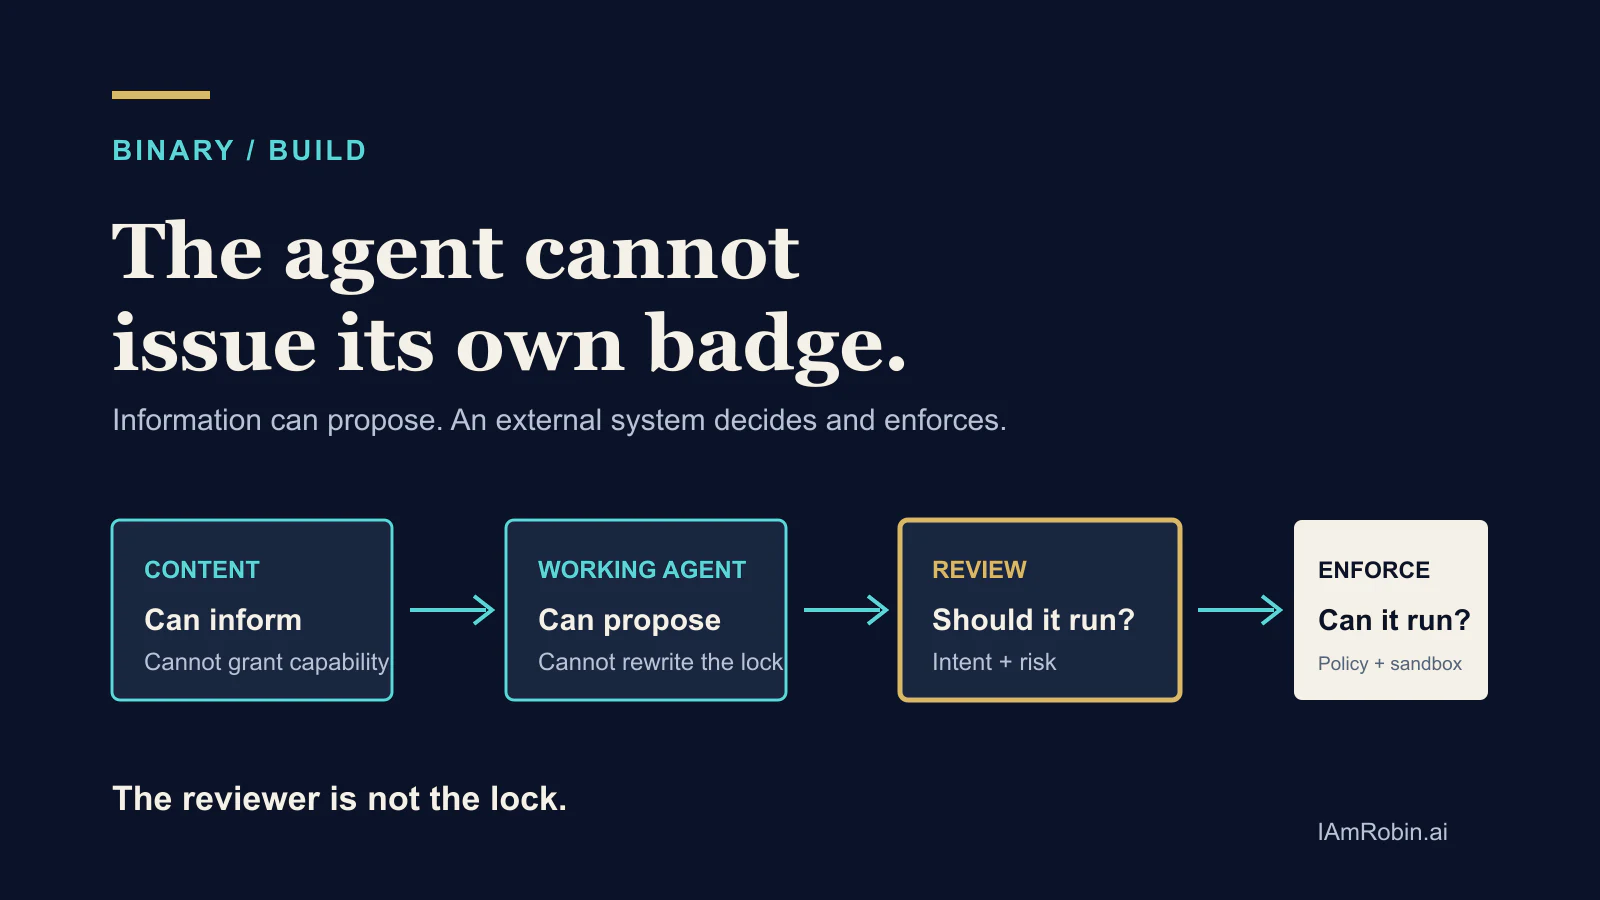 BINARY / BUILD
The agent cannot
issue its own badge.
Information can propose. An external system decides and enforces.
CONTENT
Can inform
Cannot grant capability
WORKING AGENT
Can propose
Cannot rewrite the lock
REVIEW
Should it run?
Intent + risk
ENFORCE
Can it run?
Policy + sandbox
The reviewer is not the lock.
IAmRobin.ai